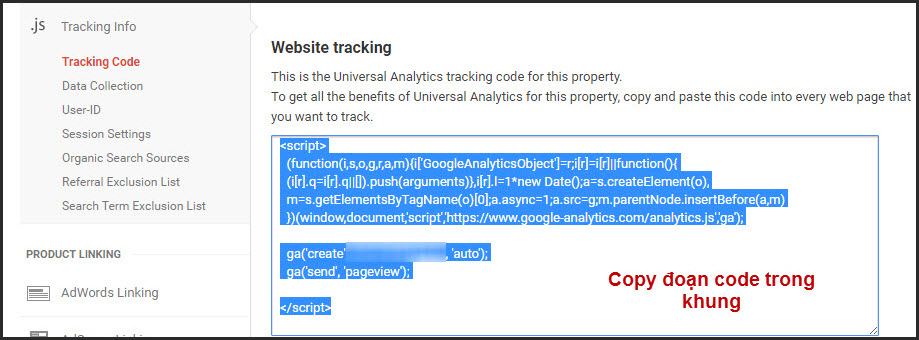 .js Tracking Info
Tracking Code
Data Collection
User-ID
Session Settings
Organic Search Sources
Referral Exclusion List
Search Term Exclusion List
PRODUCT LINKING
AdWords Linking
Website tracking
This is the Universal Analytics tracking code for this property.
To get all the benefits of Universal Analytics for this property, copy and paste this code into every web page that
you want to track.
<script>
(function(i,s,o,g,r,a,m){i['GoogleAnalyticsObject']=r;i[r]=i[r]||function(){
(i[r].q=i[r].q||[]).push(arguments)},i[r].l=1*new Date();a=s.createElement(o),
m=s.getElementsByTagName(o)[0];a.async=1;a.src=g;m.parentNode.insertBefore(a,m)
})(window,document,'script','https://www.google-analytics.com/analytics.js','ga');
ga('create' , 'auto');
ga('send', 'pageview');
</script>
Copy đoạn code trong
khung